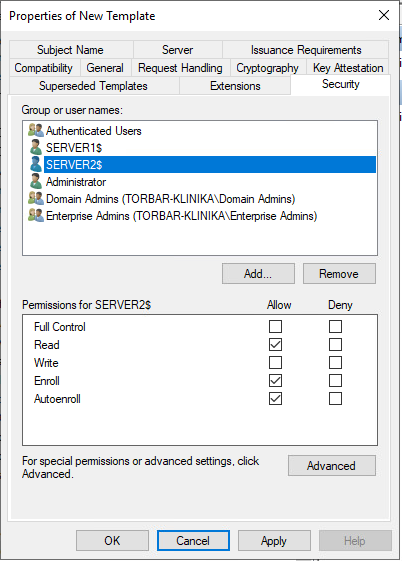 Properties of New Template
Subject Name Server Issuance Requirements
Compatibility General Request Handling Cryptography Key Attestation
Superseded Templates Extensions Security
Group or user names:
Authenticated Users
SERVER1$
SERVER2$
Administrator
Domain Admins (TORBAR-KLINIKA\Domain Admins)
Enterprise Admins (TORBAR-KLINIKA\Enterprise Admins)
Add... Remove
Permissions for SERVER2$ Allow Deny
Full Control
Read
Write
Enroll
Autoenroll
For special permissions or advanced settings, click
Advanced.
Advanced
OK Cancel Apply Help